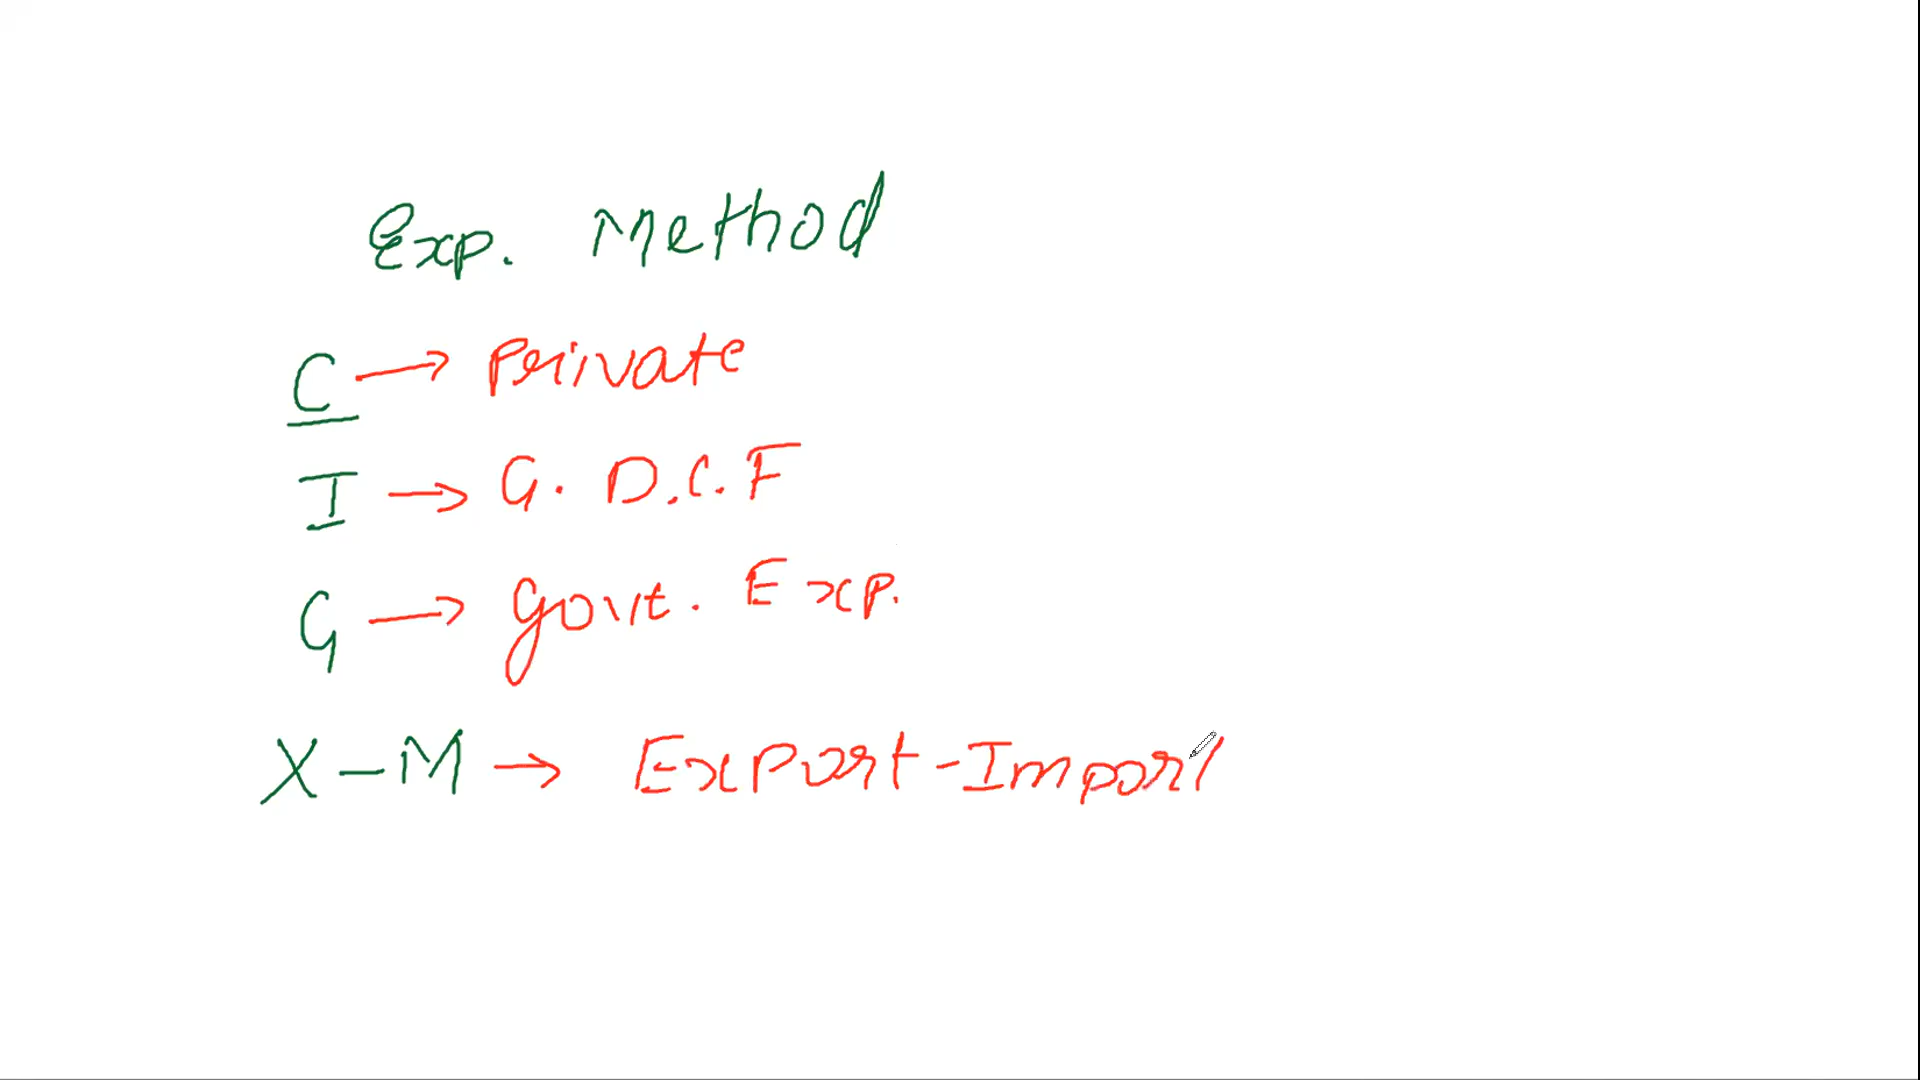 Exp. Method
C → Private
I → G. D.C.F
G → Govt. Exp.
X-M → Export-Import